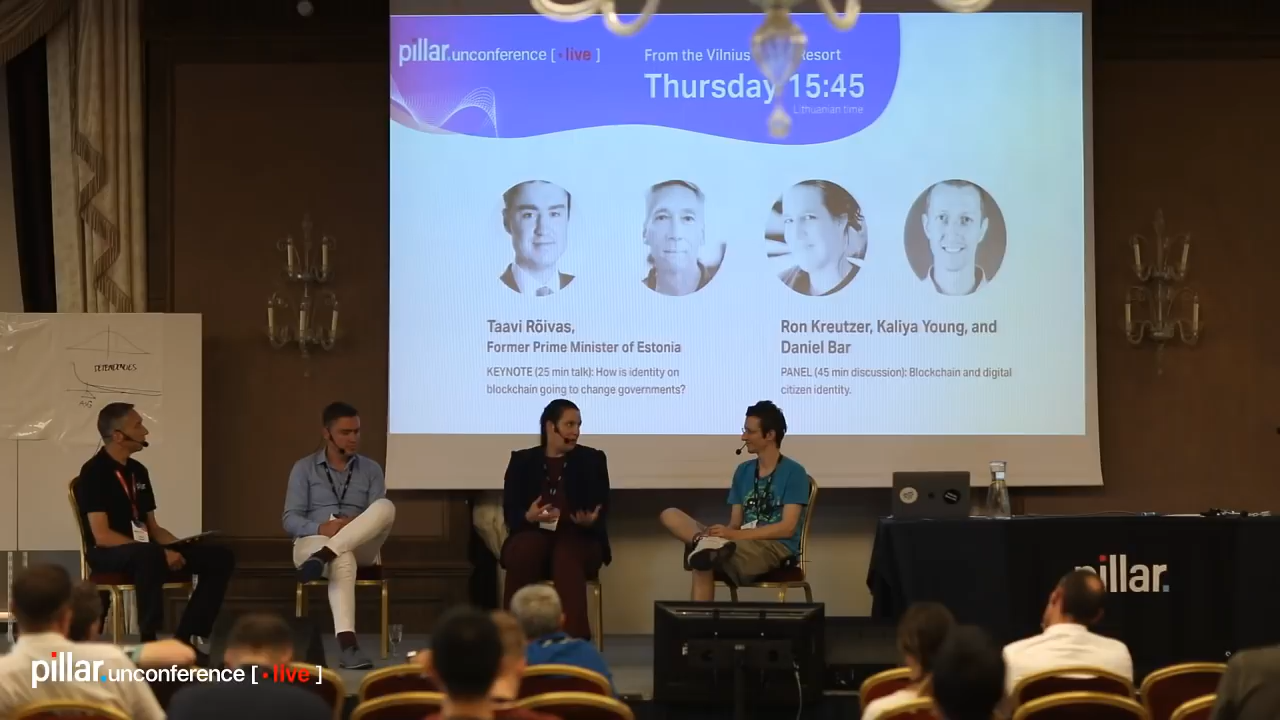 pillar.unconference [ • live ]
From the Vilnius esort
Thursday 15:45
Lithuanian time
Taavi Rõivas,
Former Prime Minister of Estonia
KEYNOTE (25 min talk): How is identity on
blockchain going to change governments?
Ron Kreutzer, Kaliya Young, and
Daniel Bar
PANEL (45 min discussion): Blockchain and digital
citizen identity.
DEPENDENCIES
pillar.
pillar.unconference [ • live ]